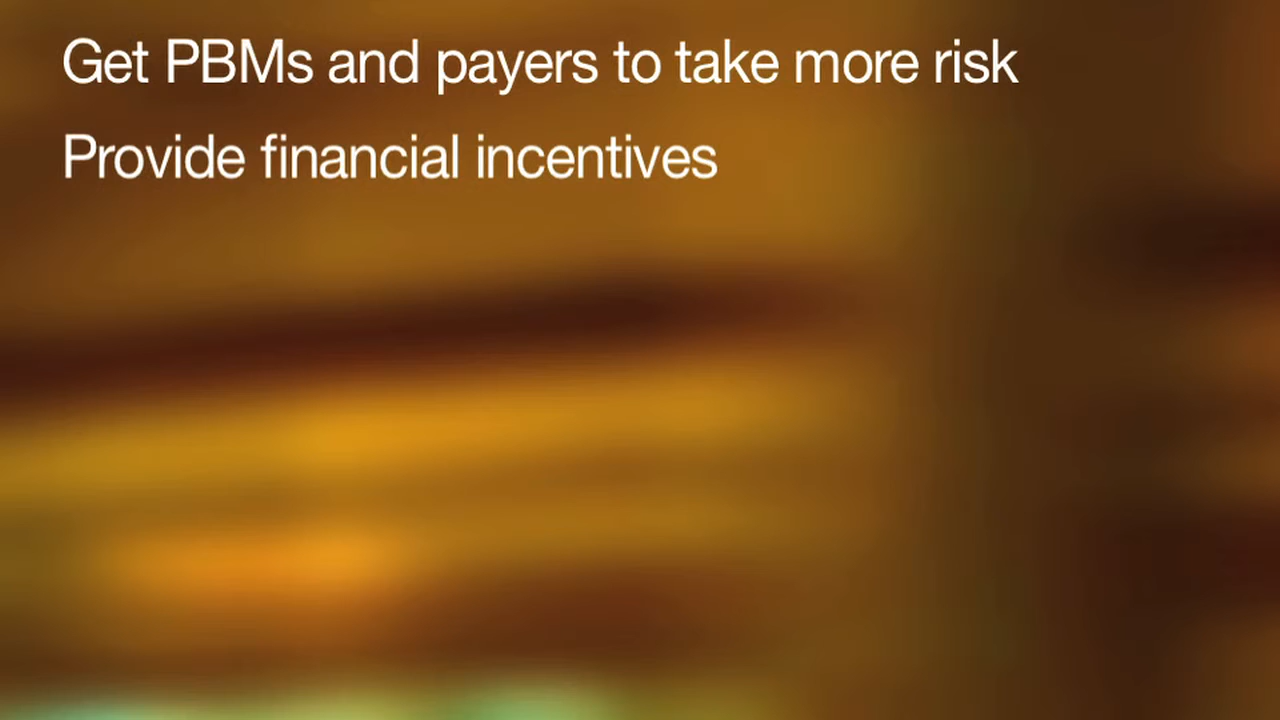 Get PBMs and payers to take more risk
Provide financial incentives